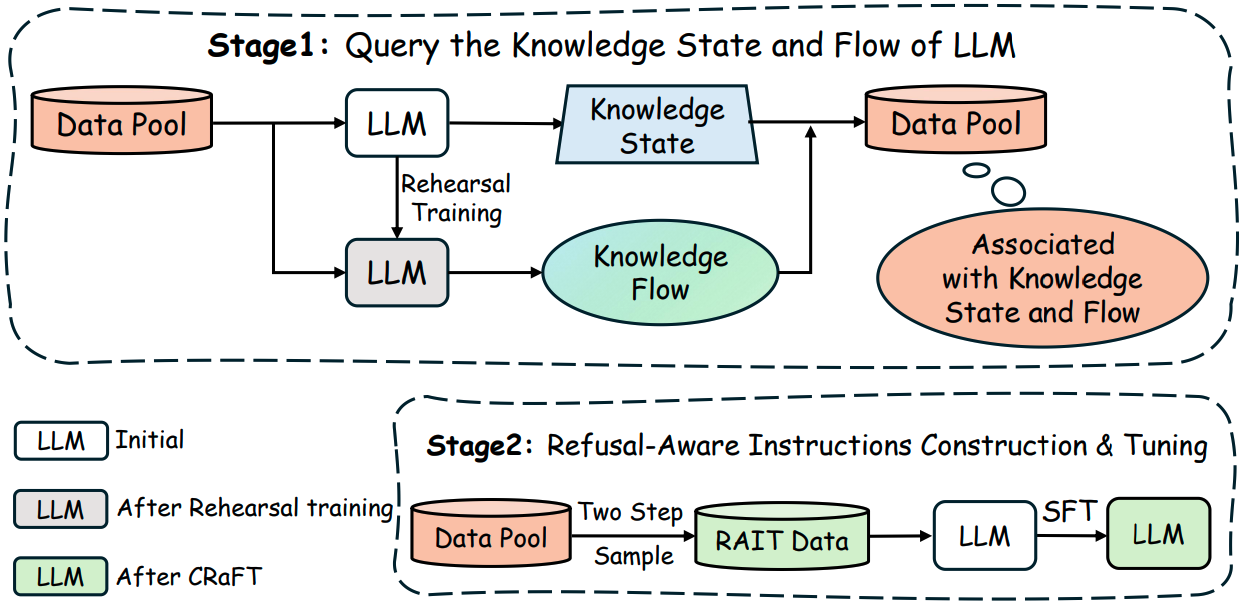 Stage1: Query the Knowledge State and Flow of LLM
Data Pool
LLM
Knowledge
State
Data Pool
Rehearsal
Training
LLM
Knowledge
Flow
Associated
with Knowledge
State and Flow
LLM Initial
LLM After Rehearsal training
LLM After CRaFT
Stage2: Refusal-Aware Instructions Construction & Tuning
Data Pool
Two Step
Sample
RAIT Data
LLM
SFT
LLM